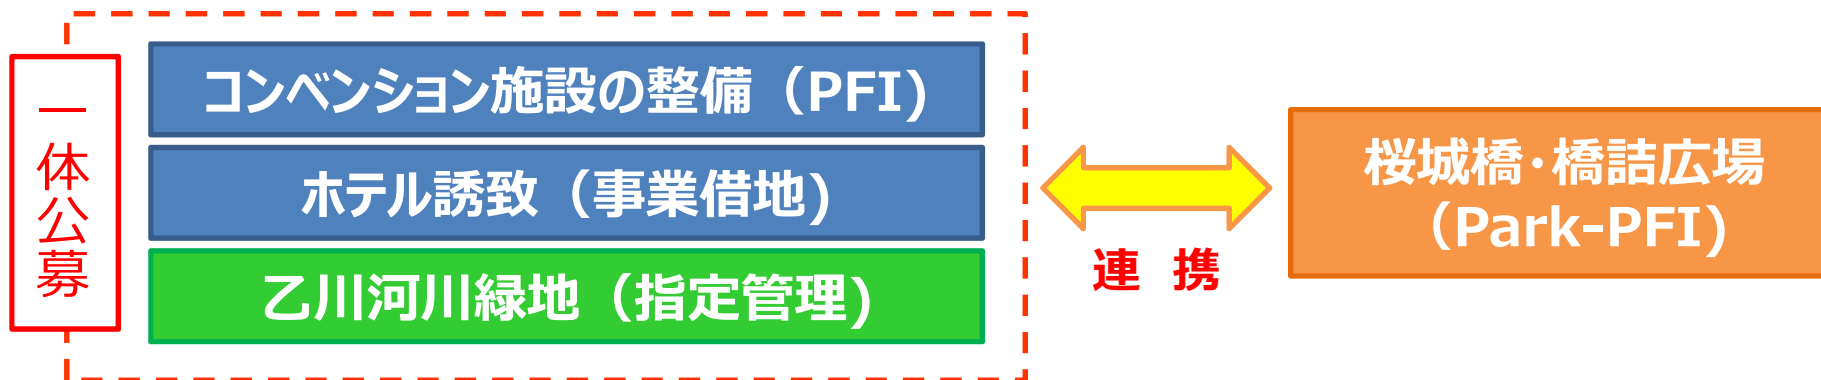 一体公募
コンベンション施設の整備（PFI)
ホテル誘致（事業借地)
乙川河川緑地（指定管理)
連 携
桜城橋・橋詰広場
（Park-PFI)